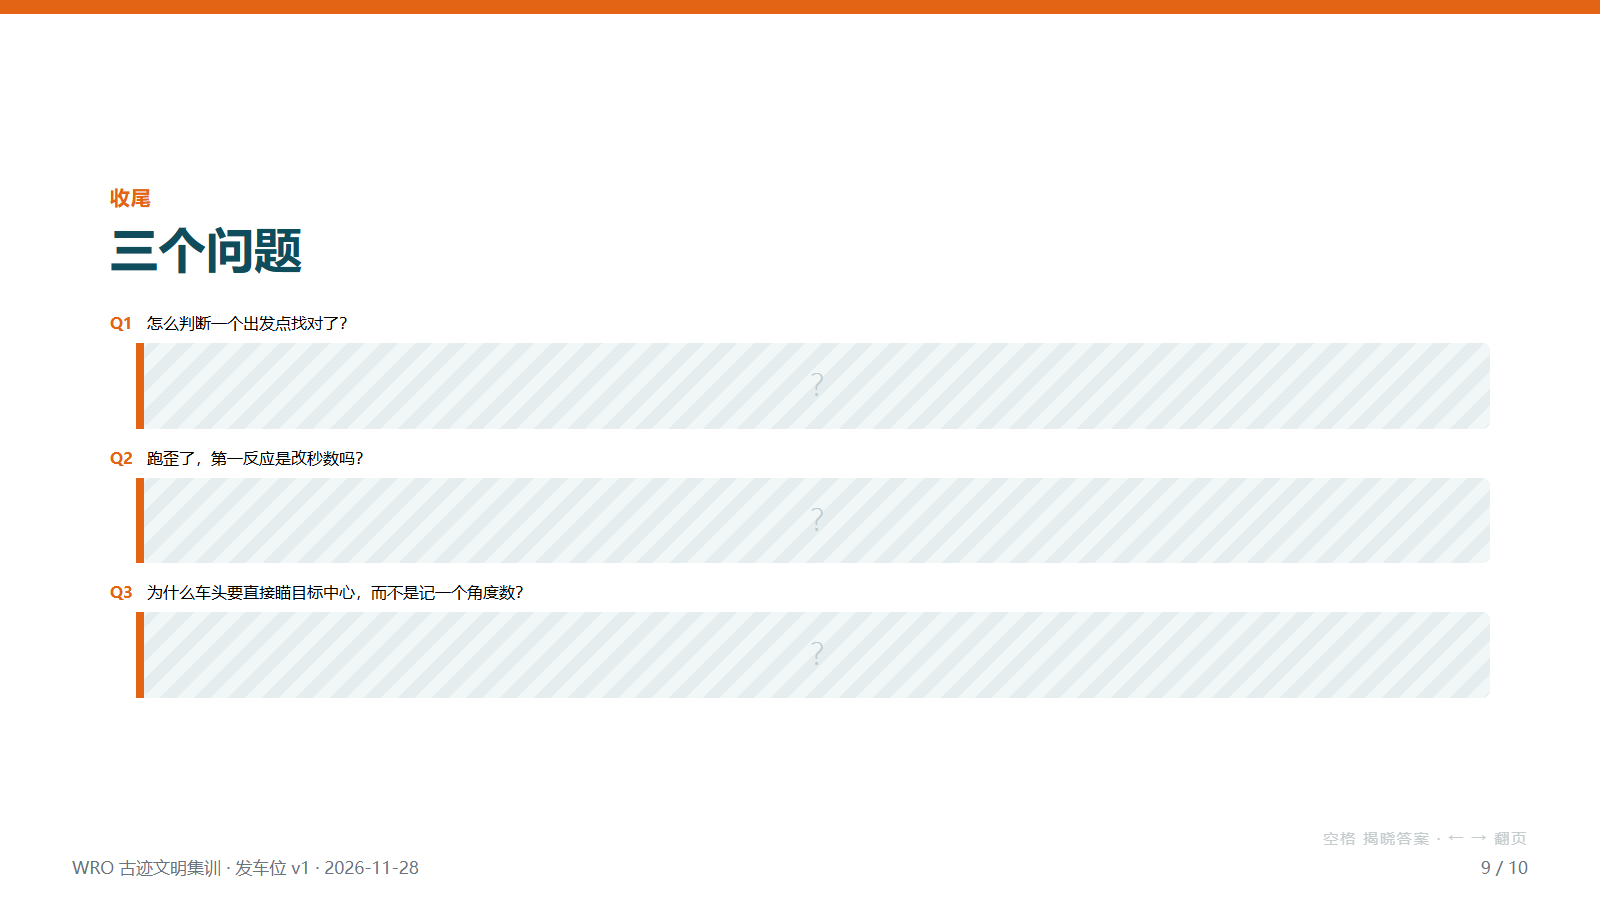 收尾
三个问题
Q1 怎么判断一个出发点找对了？
?
Q2 跑歪了，第一反应是改秒数吗？
?
Q3 为什么车头要直接瞄目标中心，而不是记一个角度数？
?
空格 揭晓答案 · ← → 翻页
WRO 古迹文明集训 · 发车位 v1 · 2026-11-28
9 / 10